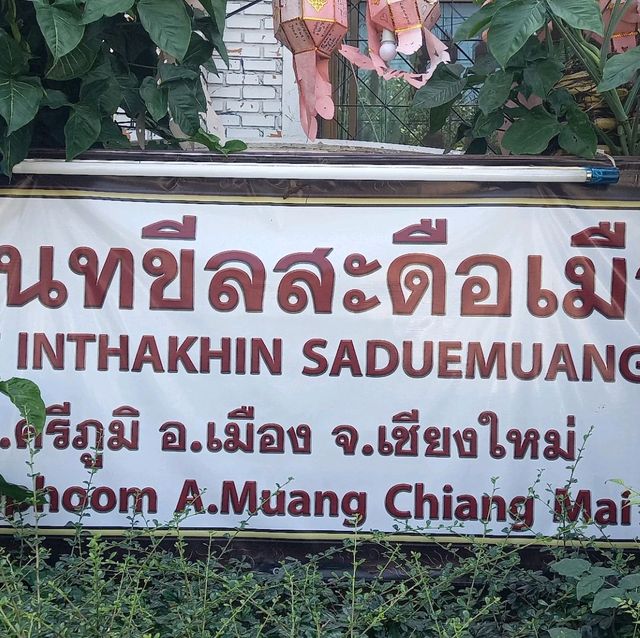 นทขีลสะดือเมื
INTHAKHIN SADUEMUANG
.ศรีภูมิ อ.เมือง จ.เชียงใหม่
phoom A.Muang Chiang Mai